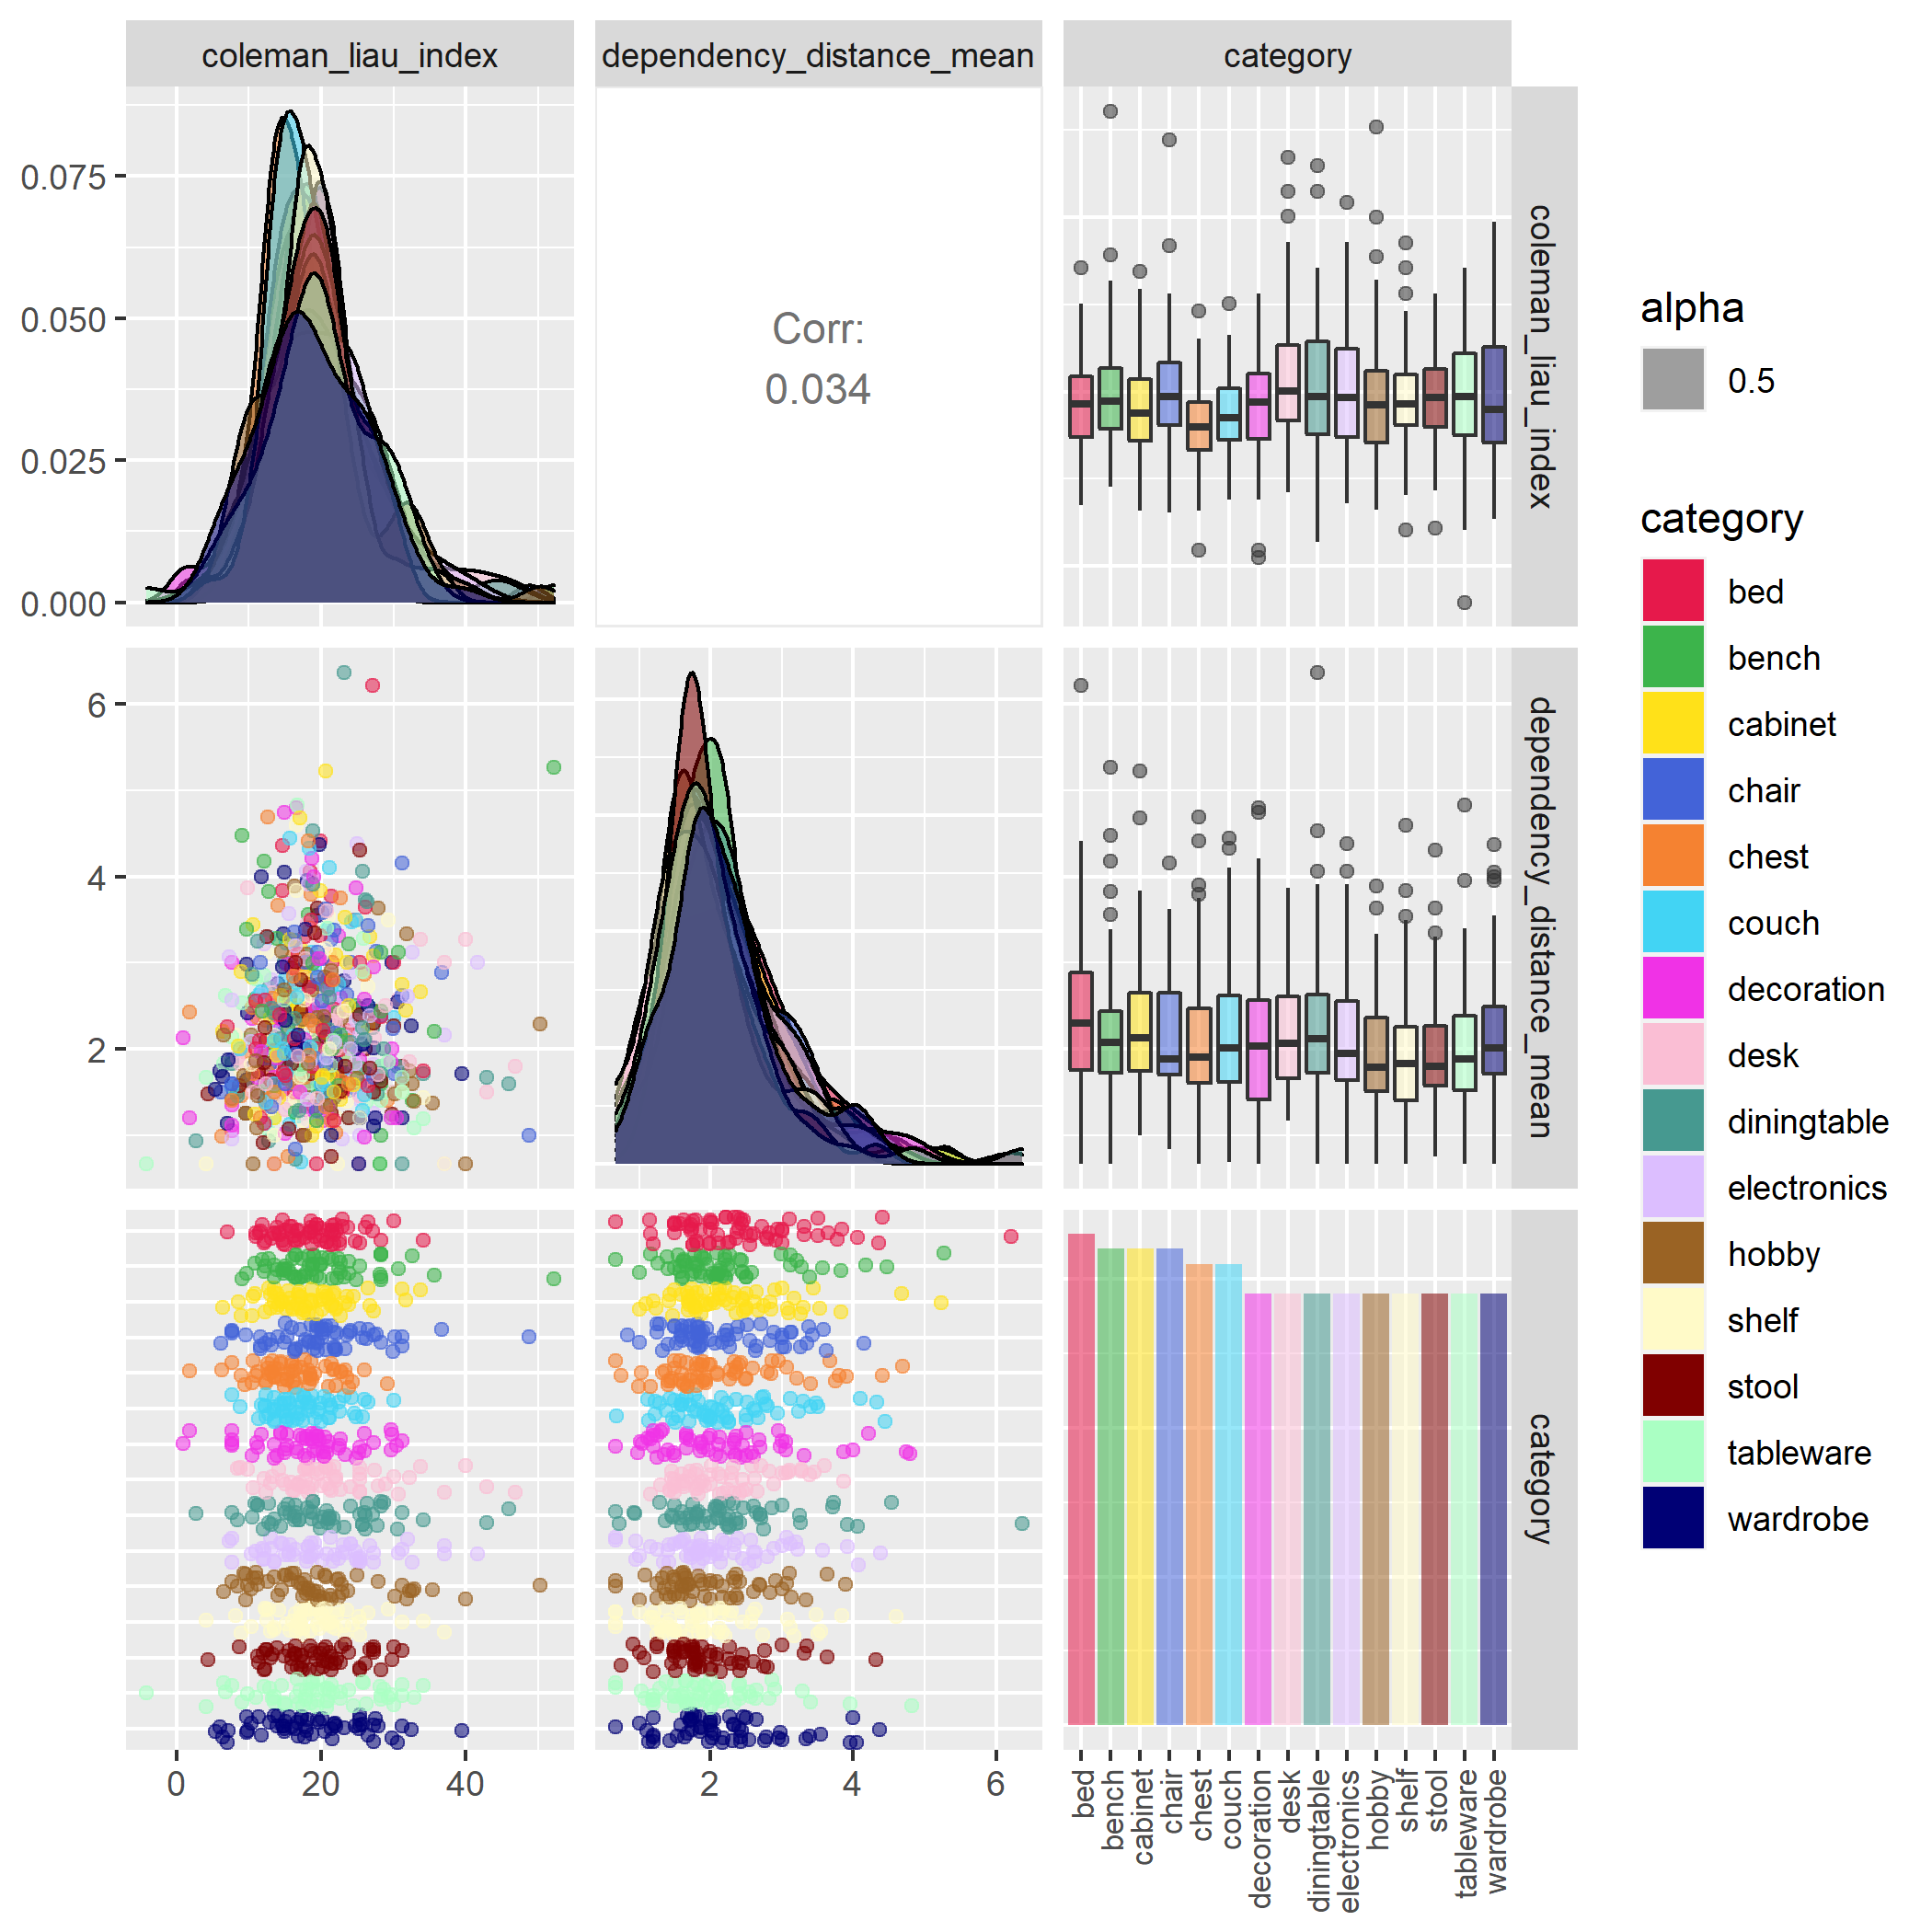 coleman_liau_index
dependency_distance_mean
category
0.075
0.050
0.025
0.000
Corr:
0.034
coleman_liau_index
6
4
2
dependency_distance_mean
category
0
20
40
2
4
6
bed
bench
cabinet
chair
chest
couch
decoration
desk
diningtable
electronics
hobby
shelf
stool
tableware
wardrobe
alpha
0.5
category
bed
bench
cabinet
chair
chest
couch
decoration
desk
diningtable
electronics
hobby
shelf
stool
tableware
wardrobe